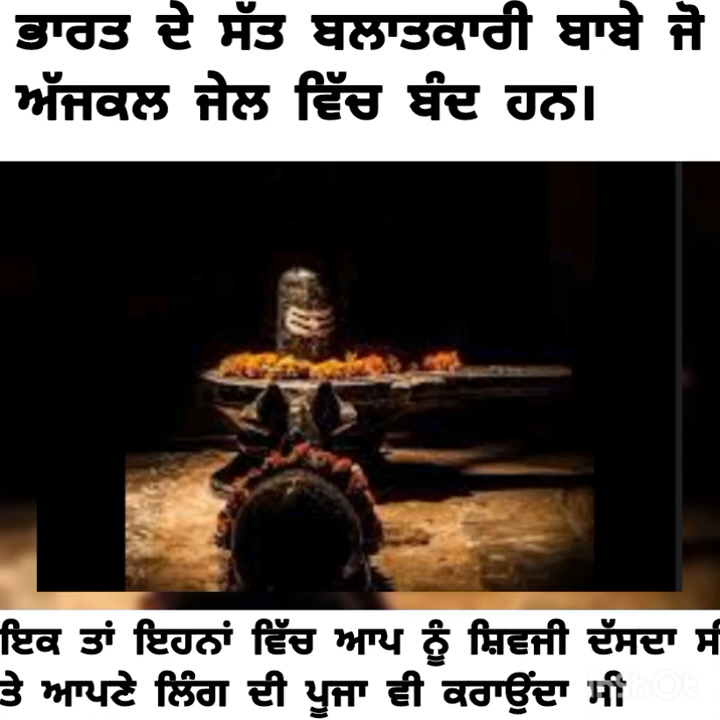 ਭਾਰਤ ਦੇ ਸੱਤ ਬਲਾਤਕਾਰੀ ਬਾਬੇ ਜੋ
ਅੱਜਕਲ ਜੇਲ ਵਿੱਚ ਬੰਦ ਹਨ।
ਇਕ ਤਾਂ ਇਹਨਾਂ ਵਿੱਚ ਆਪ ਨੂੰ ਸ਼ਿਵਜੀ ਦੱਸਦਾ ਸੀ
ਤੇ ਆਪਣੇ ਲਿੰਗ ਦੀ ਪੂਜਾ ਵੀ ਕਰਾਉਂਦਾ ਸੀ